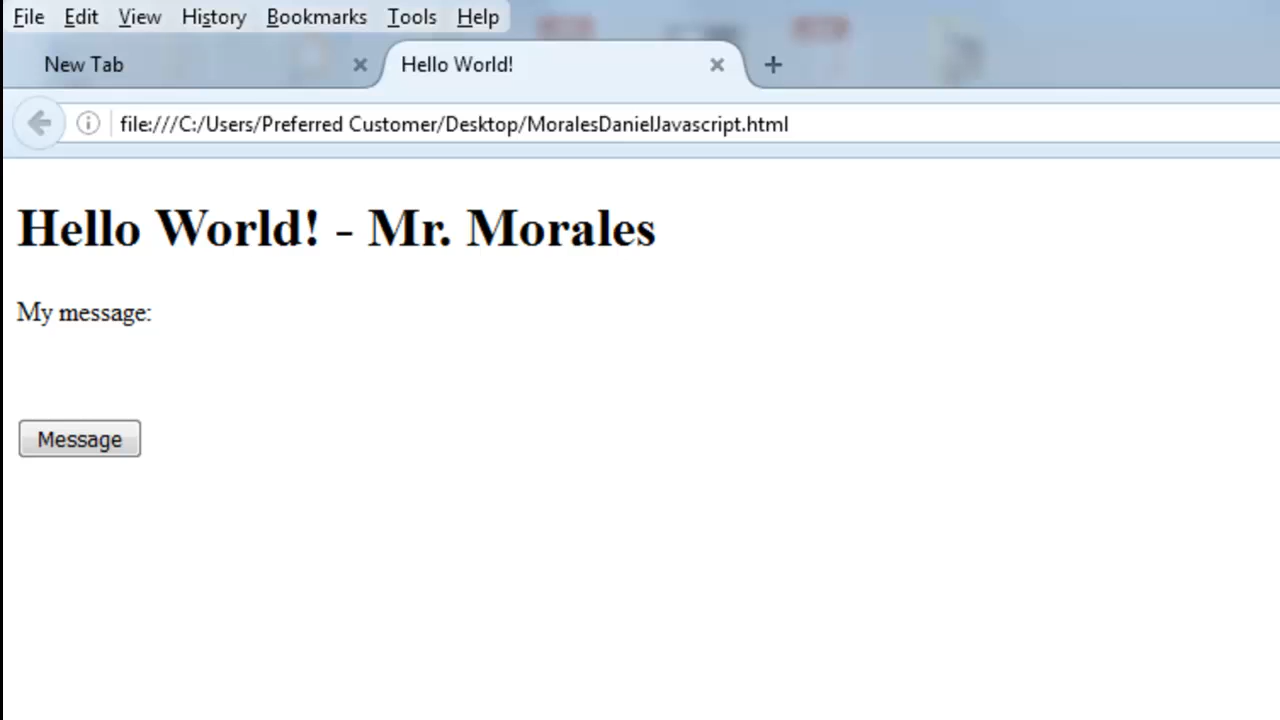 File Edit View History Bookmarks Tools Help
New Tab Hello World!
file:///C:/Users/Preferred Customer/Desktop/MoralesDanielJavascript.html
Hello World! - Mr. Morales
My message:
Message